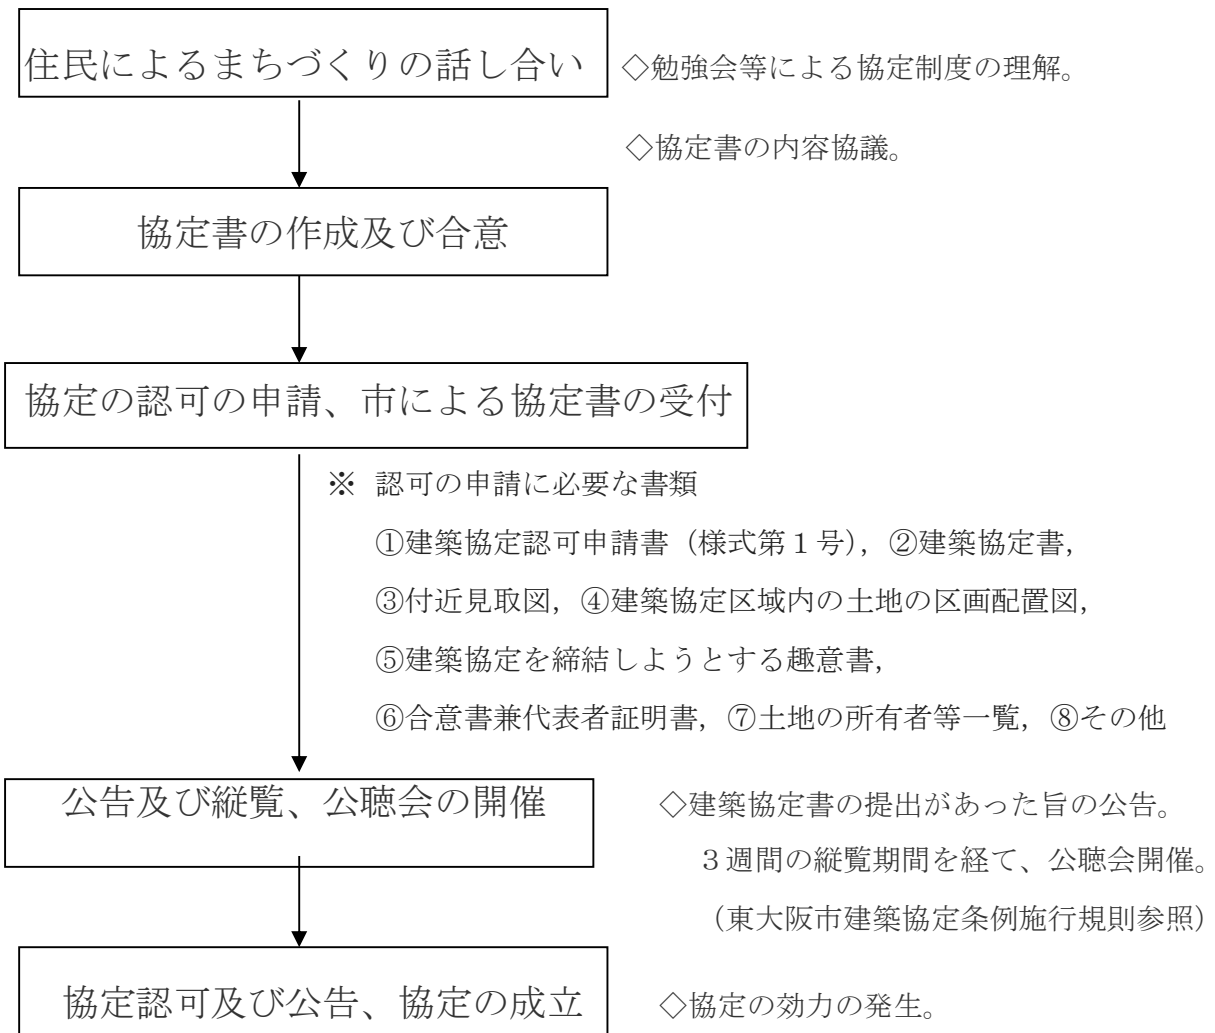 住民によるまちづくりの話し合い
◇勉強会等による協定制度の理解。
◇協定書の内容協議。
協定書の作成及び合意
協定の認可の申請、市による協定書の受付
※ 認可の申請に必要な書類
①建築協定認可申請書（様式第１号），②建築協定書，
③付近見取図，④建築協定区域内の土地の区画配置図，
⑤建築協定を締結しようとする趣意書，
⑥合意書兼代表者証明書，⑦土地の所有者等一覧，⑧その他
公告及び縦覧、公聴会の開催
◇建築協定書の提出があった旨の公告。
３週間の縦覧期間を経て、公聴会開催。
（東大阪市建築協定条例施行規則参照）
協定認可及び公告、協定の成立
◇協定の効力の発生。